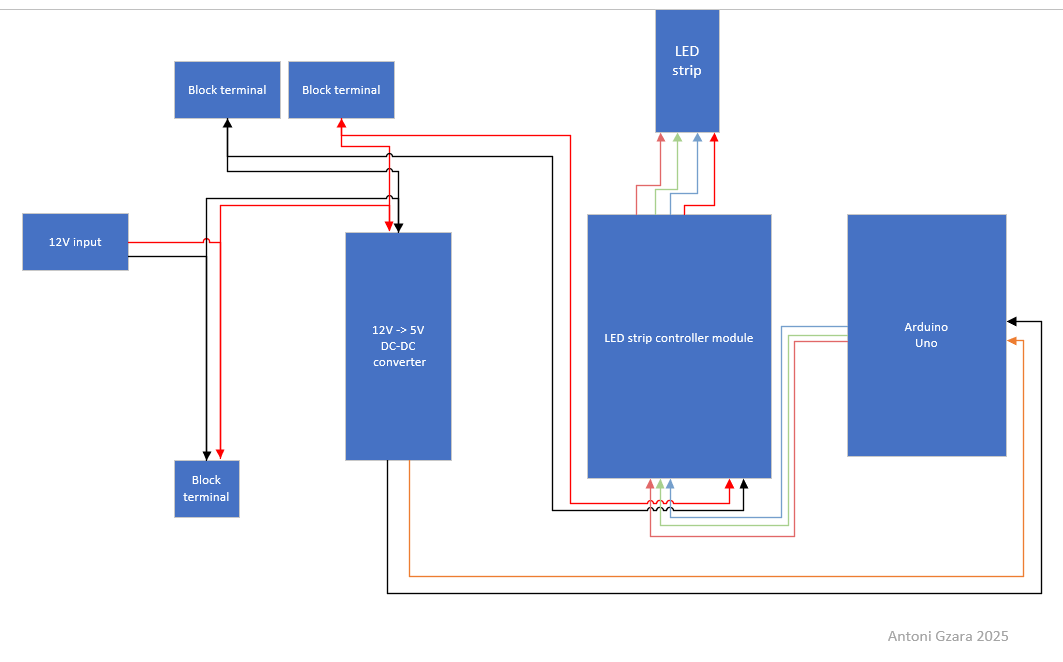 LED
strip
Block terminal
Block terminal
12V input
12V -> 5V
DC-DC
converter
LED strip controller module
Arduino
Uno
Block
terminal
Antoni Gzara 2025